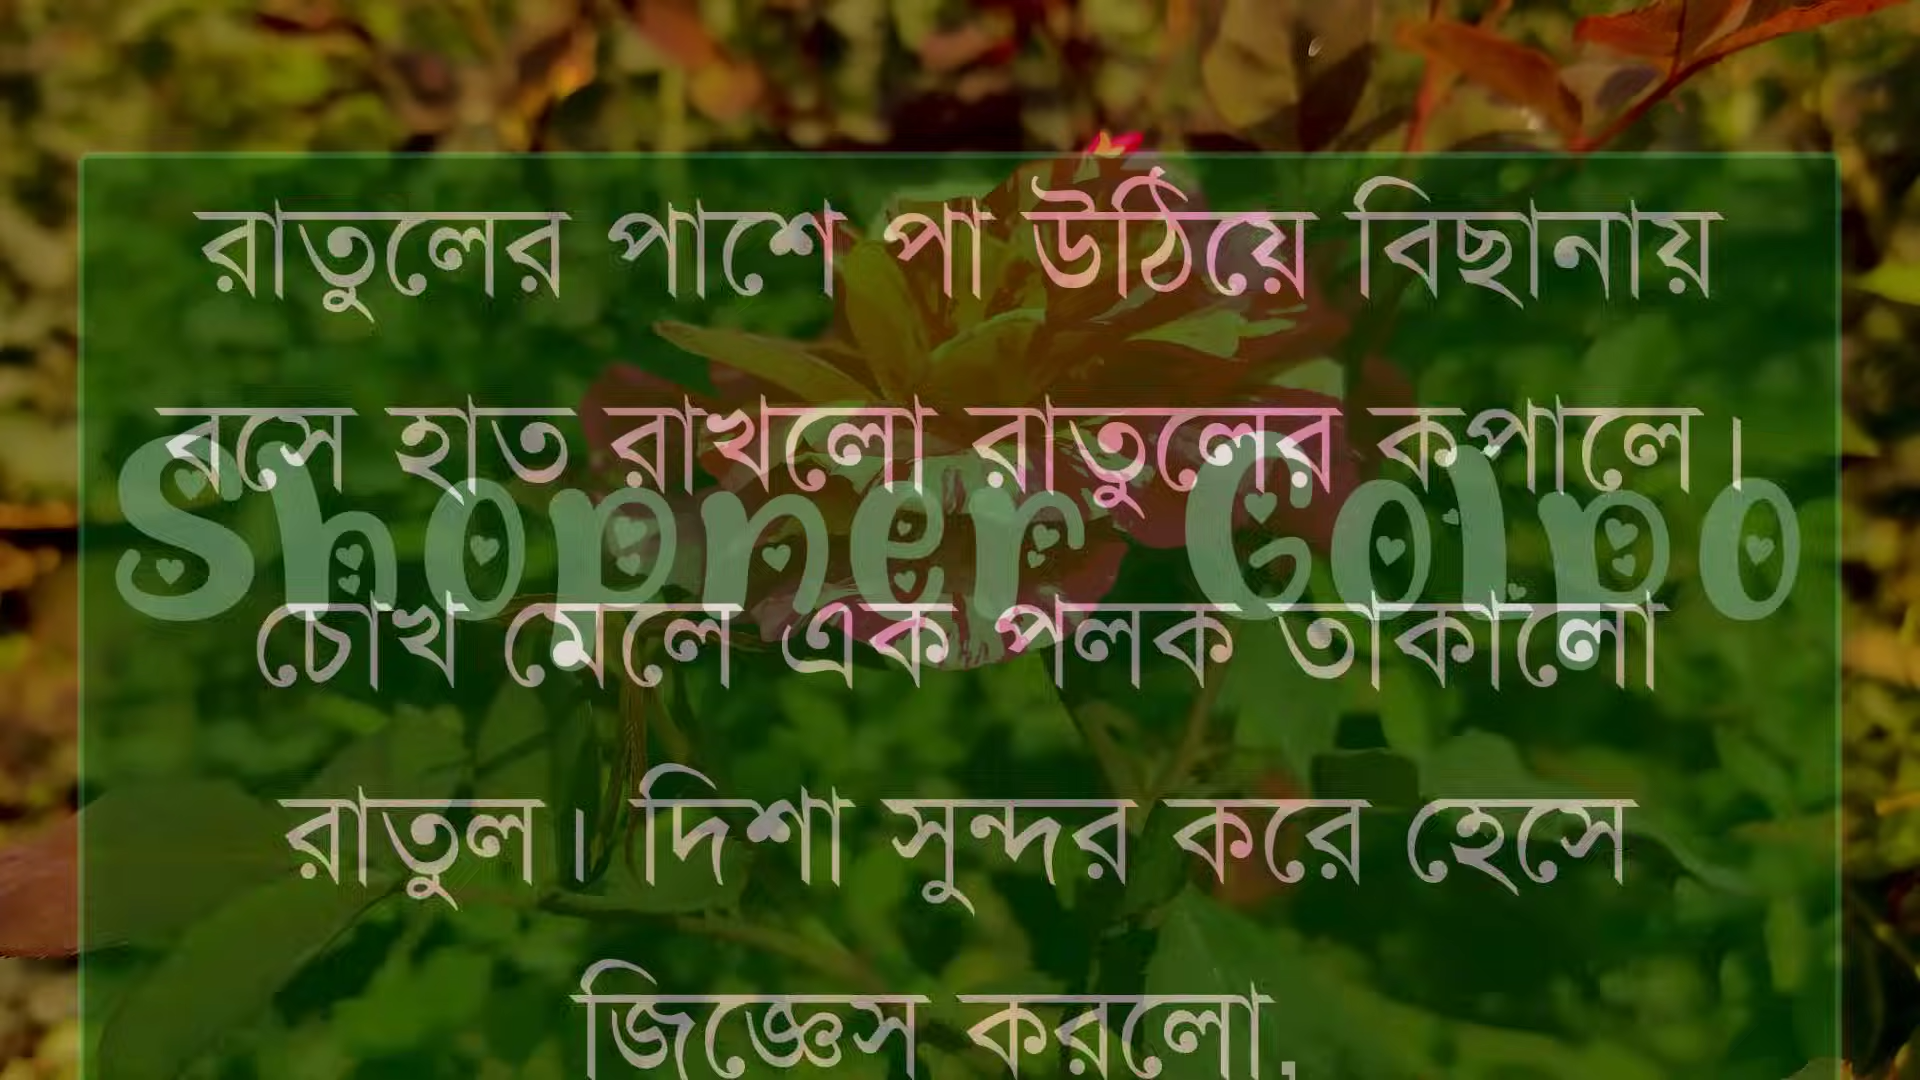 রাতুলের পাশে পা উঠিয়ে বিছানায়
বসে হাত রাখলো রাতুলের কপালে।
Shopner Golpo
চোখ মেলে এক পলক তাকালো
রাতুল। দিশা সুন্দর করে হেসে
জিজ্ঞেস করলো,